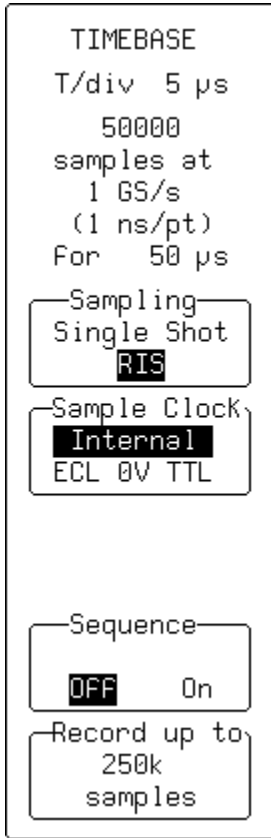 TIMEBASE
T/div 5 µs
50000
samples at
1 GS/s
(1 ns/pt)
For 50 µs
Sampling
Single Shot
RIS
Sample Clock
Internal
ECL 0V TTL
Sequence
OFF On
Record up to
250k
samples